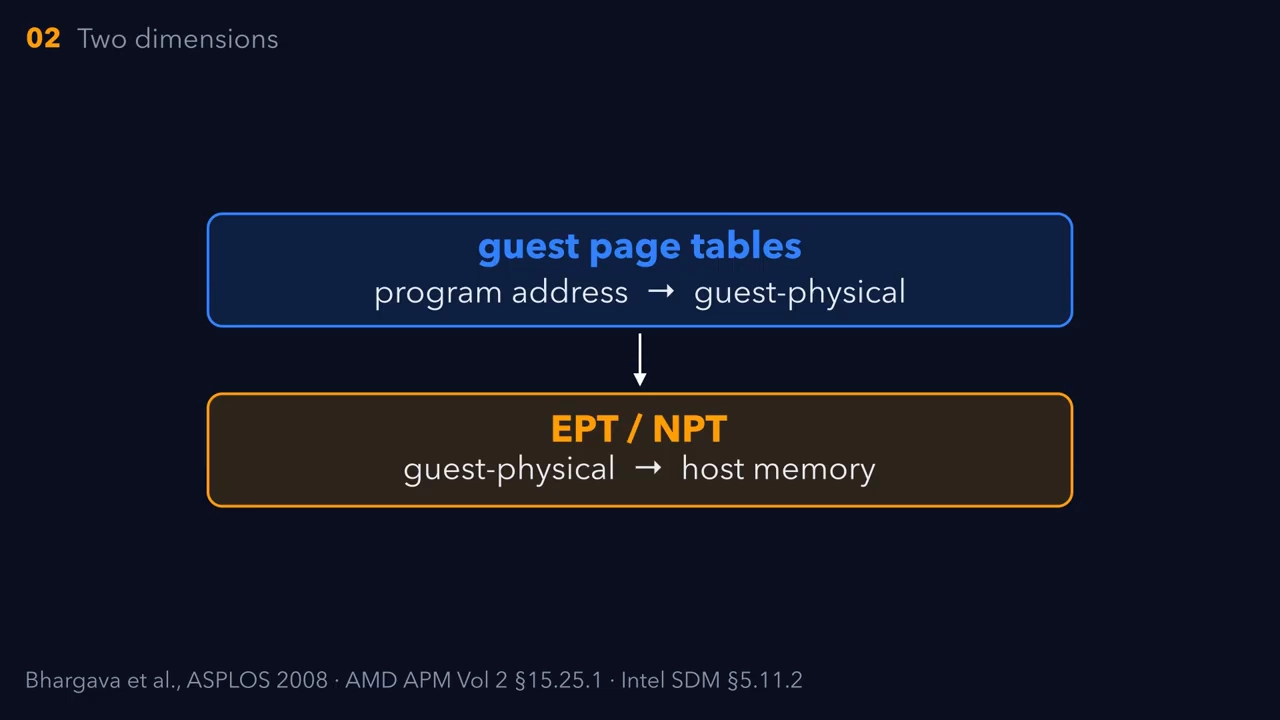 02 Two dimensions
guest page tables
program address → guest-physical
EPT / NPT
guest-physical → host memory
Bhargava et al., ASPLOS 2008 · AMD APM Vol 2 §15.25.1 · Intel SDM §5.11.2